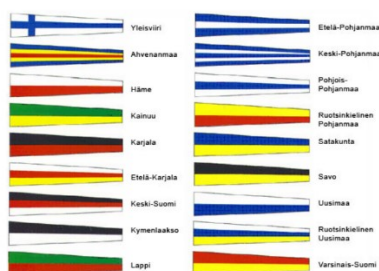 Yleisviiri
Ahvenanmaa
Häme
Kainuu
Karjala
Etelä-Karjala
Keski-Suomi
Kymenlaakso
Lappi
Etelä-Pohjanmaa
Keski-Pohjanmaa
Pohjois-
Pohjanmaa
Ruotsinkielinen
Pohjanmaa
Satakunta
Savo
Uusimaa
Ruotsinkielinen
Uusimaa
Varsinais-Suomi